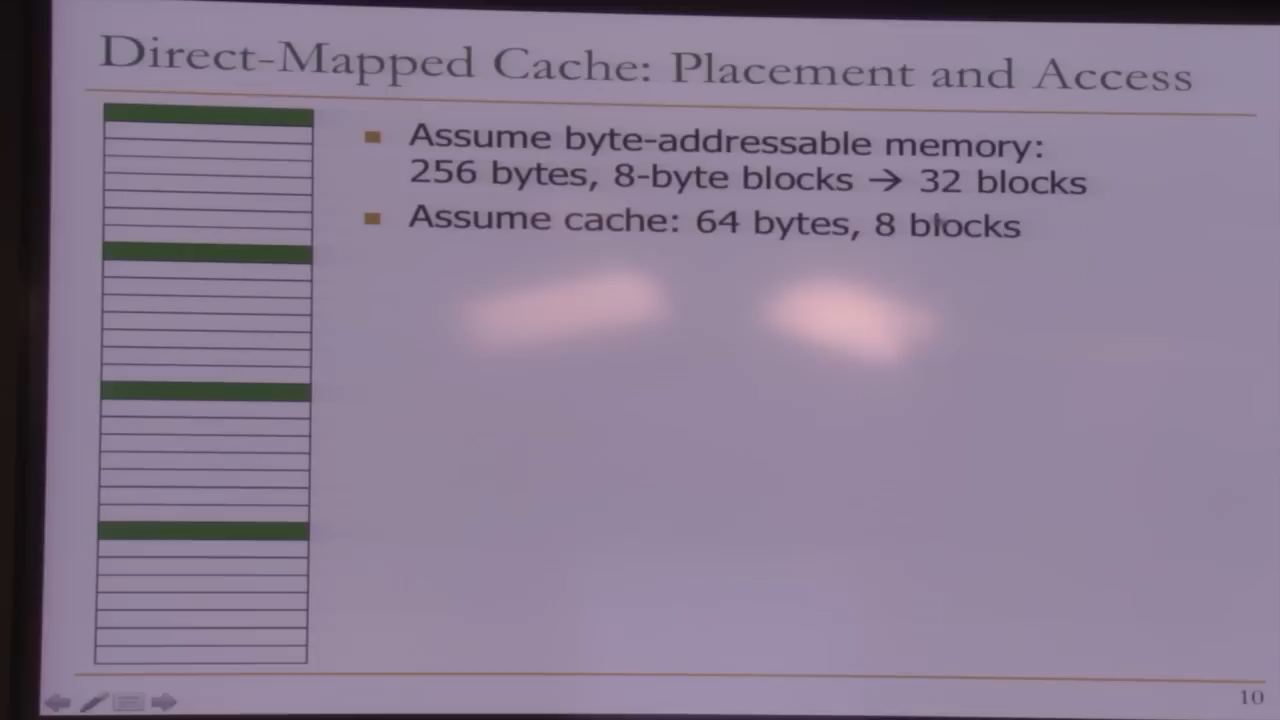 Direct-Mapped Cache: Placement and Access
Assume byte-addressable memory:
256 bytes, 8-byte blocks → 32 blocks
Assume cache: 64 bytes, 8 blocks
10